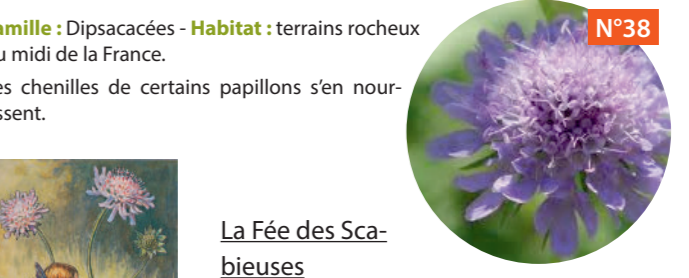 amille : Dipsacacées - Habitat : terrains rocheux
u midi de la France.
es chenilles de certains papillons s'en nour-
ssent.
N°38
La Fée des Sca-
bieuses